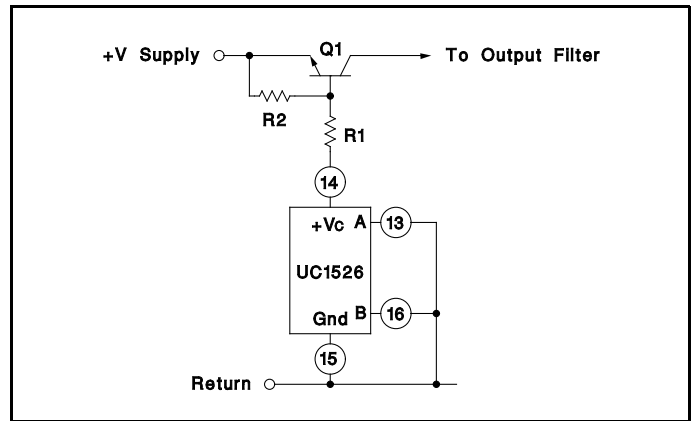 +V Supply
Q1
To Output Filter
R2
R1
14
+Vc A
13
UC1526
Gnd B
16
15
Return